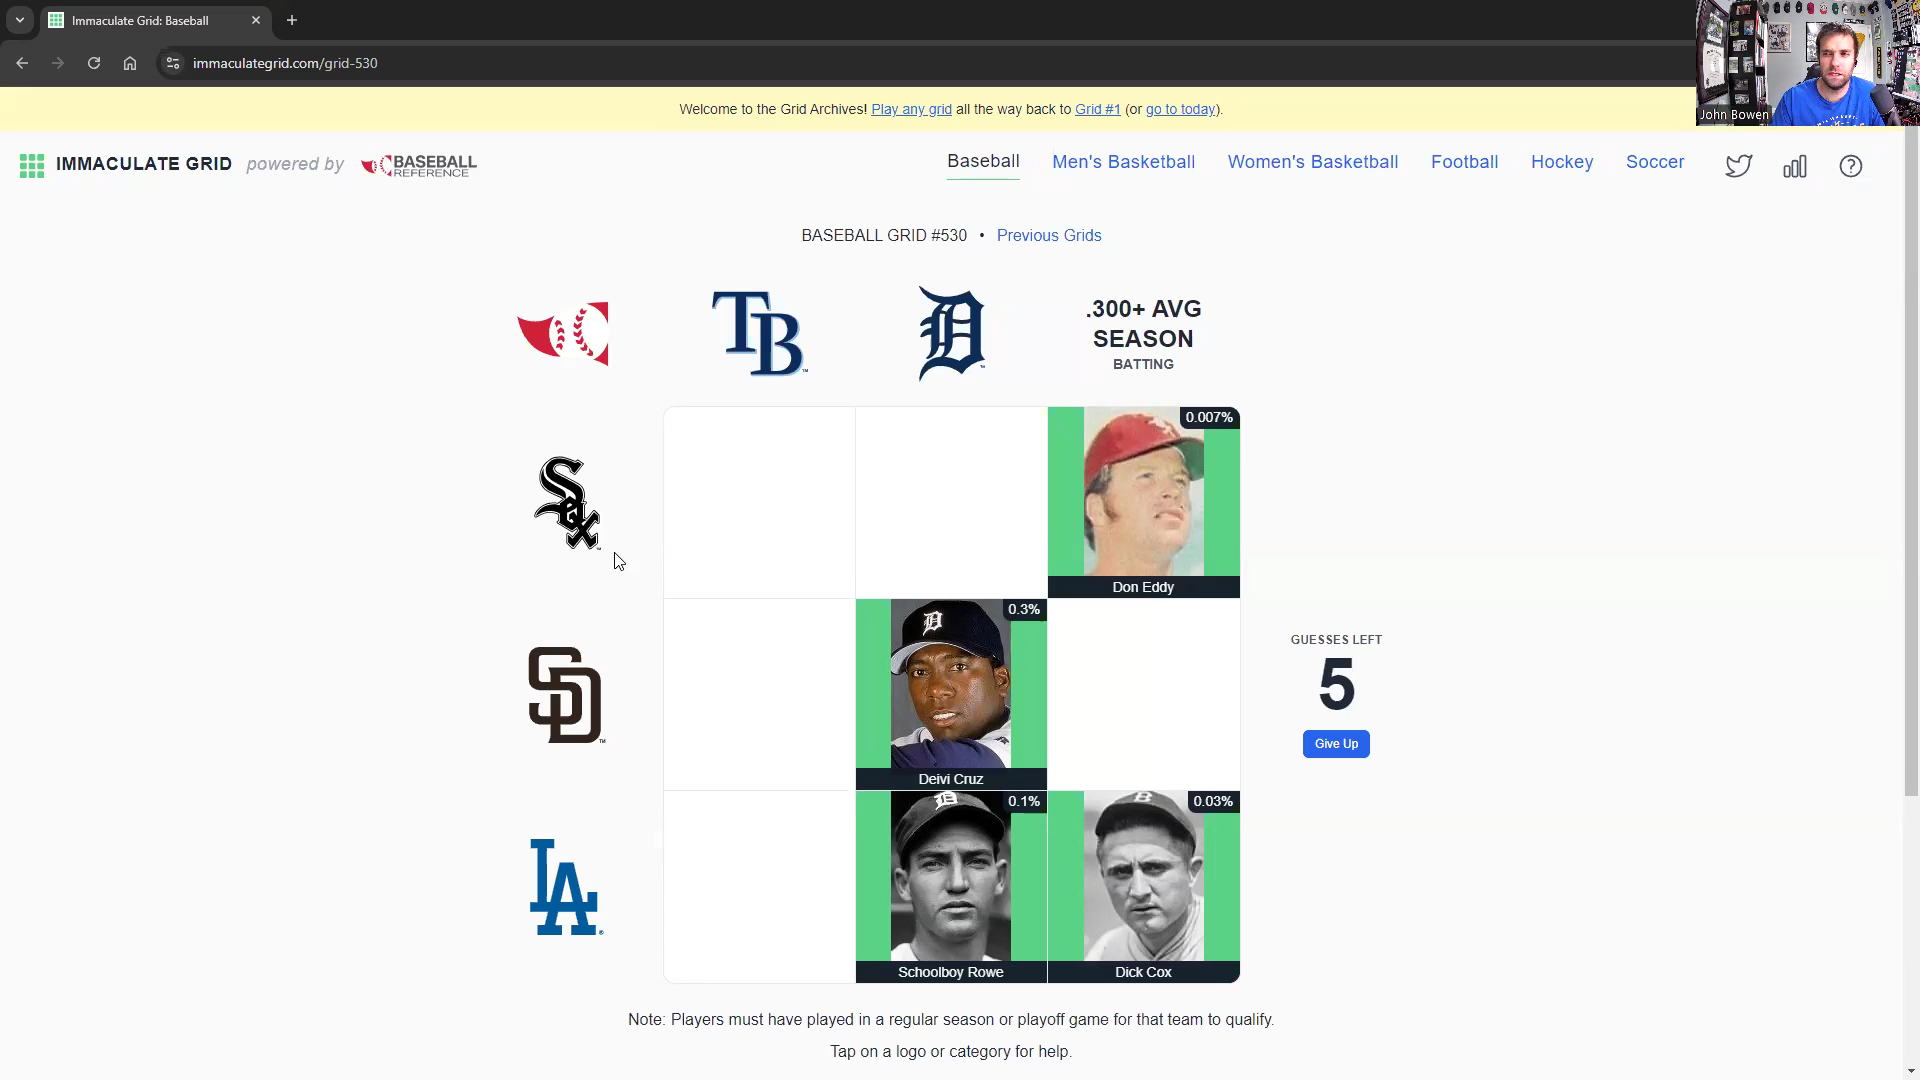 Immaculate Grid: Baseball
immaculategrid.com/grid-530
John Bowen
Welcome to the Grid Archives! Play any grid all the way back to Grid #1 (or go to today).
IMMACULATE GRID powered by BASEBALL REFERENCE
Baseball Men's Basketball Women's Basketball Football Hockey Soccer
BASEBALL GRID #530 • Previous Grids
TB D .300+ AVG
SEASON
BATTING
Sox
0.007%
Don Eddy
SD
0.3%
Deivi Cruz
GUESSES LEFT
5
Give Up
LA
0.1%
Schoolboy Rowe
0.03%
Dick Cox
Note: Players must have played in a regular season or playoff game for that team to qualify.
Tap on a logo or category for help.